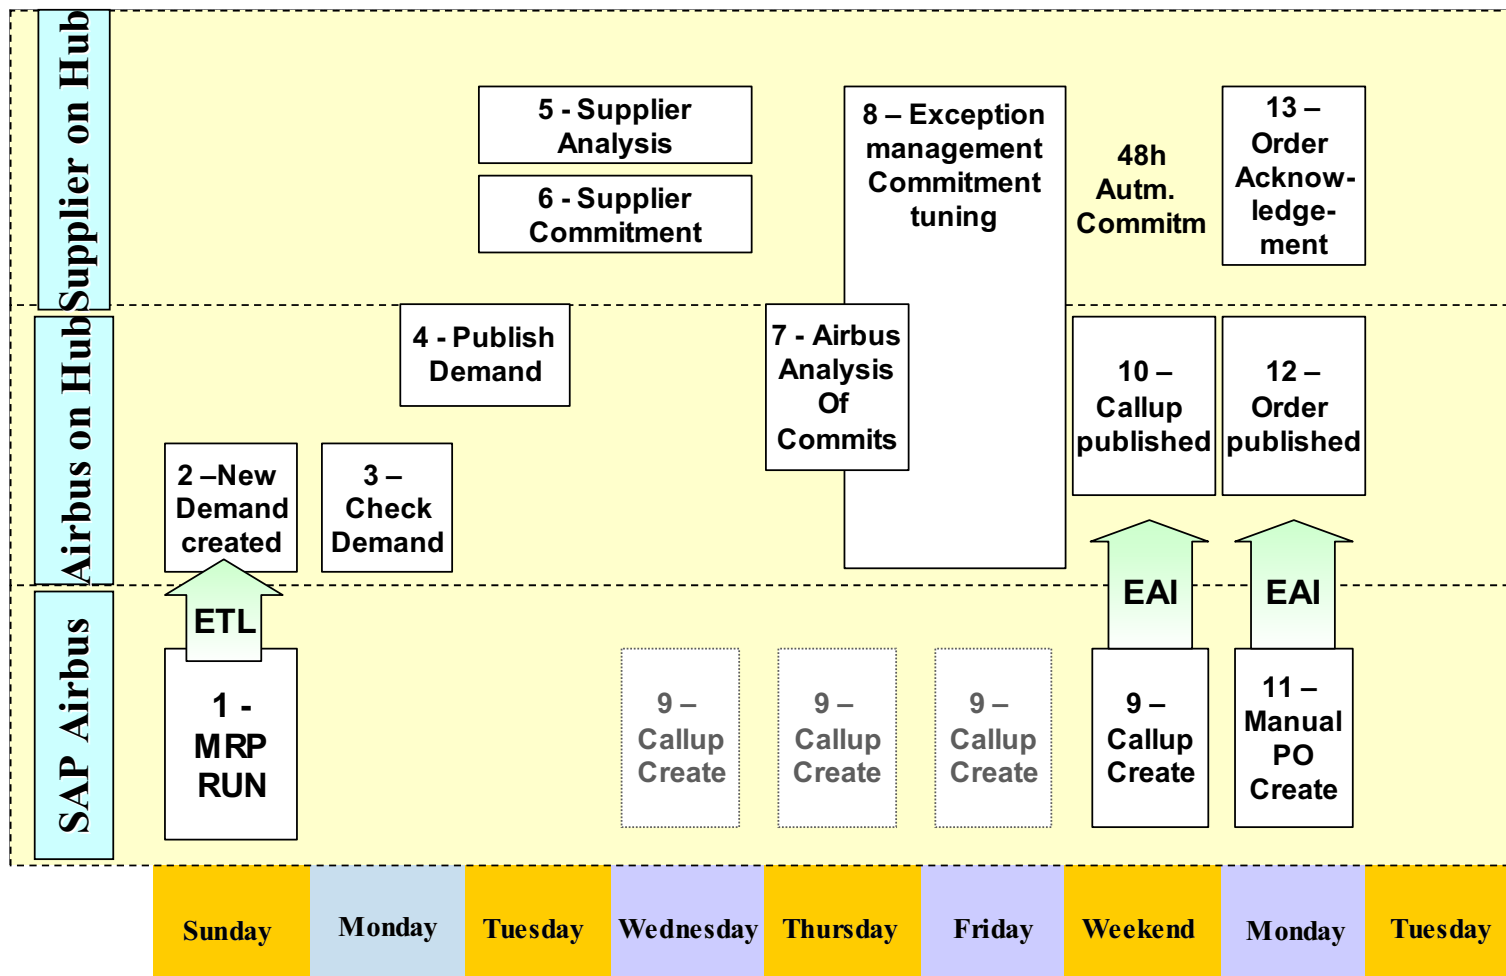 Supplier on Hub
5 - Supplier
Analysis
6 - Supplier
Commitment
8 – Exception
management
Commitment
tuning
48h
Autm.
Commitm
13 –
Order
Acknow-
ledge-
ment
Airbus on Hub
4 - Publish
Demand
7 - Airbus
Analysis
Of
Commits
10 –
Callup
published
12 –
Order
published
2 –New
Demand
created
3 –
Check
Demand
SAP Airbus
ETL
EAI
EAI
1 -
MRP
RUN
9 –
Callup
Create
9 –
Callup
Create
9 –
Callup
Create
9 –
Callup
Create
11 –
Manual
PO
Create
Sunday
Monday
Tuesday
Wednesday
Thursday
Friday
Weekend
Monday
Tuesday